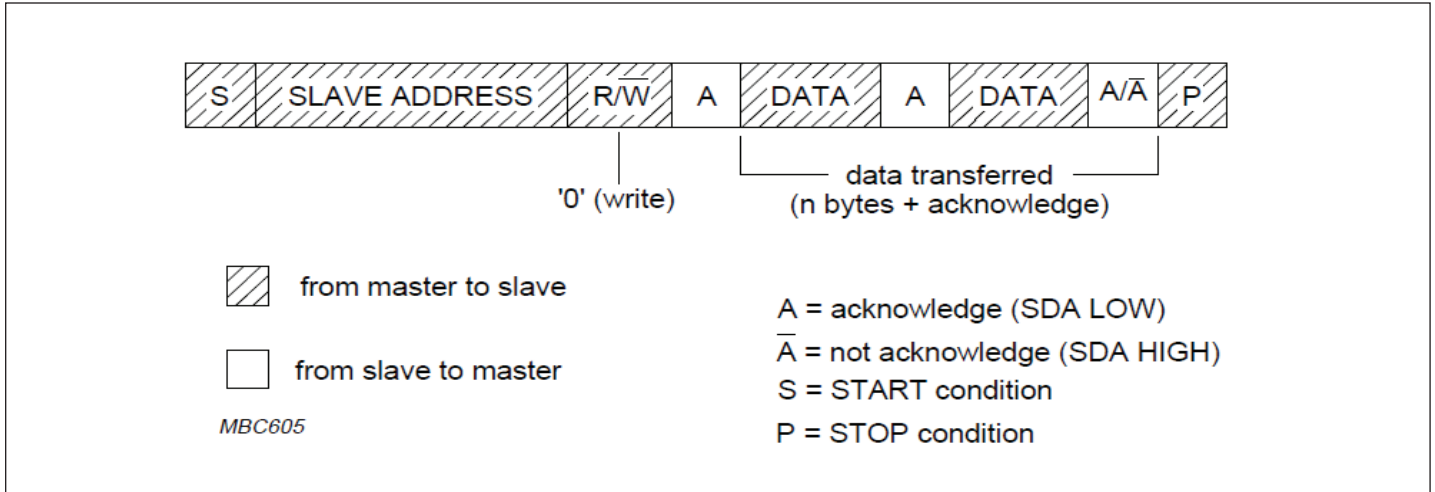 S SLAVE ADDRESS R/W̅ A DATA A DATA A/A̅ P
data transferred
'0' (write) (n bytes + acknowledge)
from master to slave
A = acknowledge (SDA LOW)
A̅ = not acknowledge (SDA HIGH)
from slave to master
S = START condition
MBC605
P = STOP condition